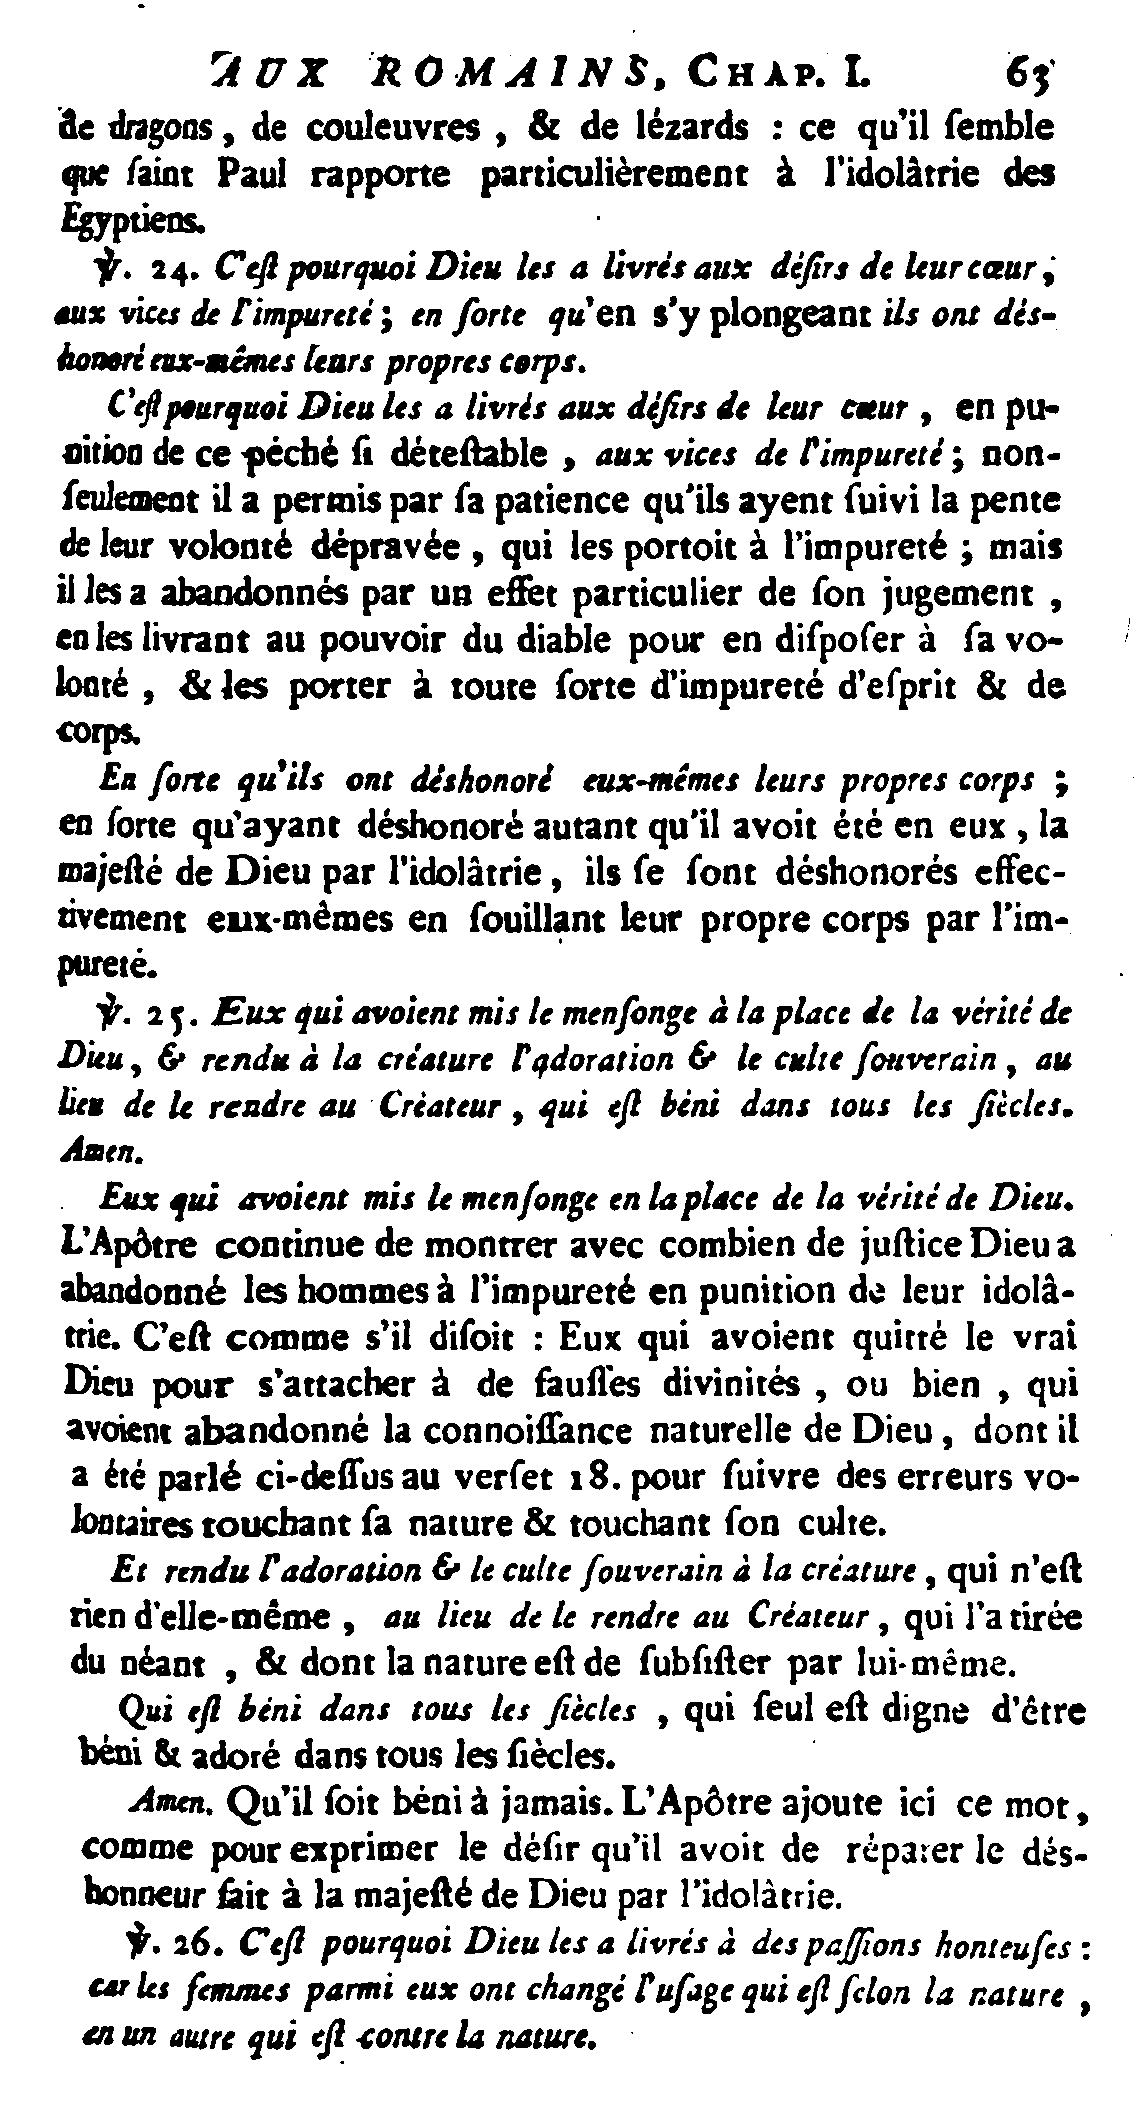 AUX ROMAINS, CHAP. I. 63
de dragons, de couleuvres, & de lézards : ce qu'il ſemble
que ſaint Paul rapporte particulièrement à l'idolâtrie des
Egyptiens.
℣. 24. C'eſt pourquoi Dieu les a livrés aux déſirs de leur cœur;
aux vices de l'impureté; en ſorte qu'en s'y plongeant ils ont dés-
honoré eux-mêmes leurs propres corps.
C'eſt pourquoi Dieu les a livrés aux déſirs de leur cœur, en pu-
nition de ce péché ſi déteſtable, aux vices de l'impureté; non-
ſeulement il a permis par ſa patience qu'ils ayent ſuivi la pente
de leur volonté dépravée, qui les portoit à l'impureté; mais
il les a abandonnés par un effet particulier de ſon jugement,
en les livrant au pouvoir du diable pour en diſpoſer à ſa vo-
lonté, & les porter à toute ſorte d'impureté d'eſprit & de
corps.
En ſorte qu'ils ont déshonoré eux-mêmes leurs propres corps;
en ſorte qu'ayant déshonoré autant qu'il avoit été en eux, la
majeſté de Dieu par l'idolâtrie, ils ſe ſont déshonorés effec-
tivement eux-mêmes en ſouillant leur propre corps par l'im-
pureté.
℣. 25. Eux qui avoient mis le menſonge à la place de la vérité de
Dieu, & rendu à la créature l'adoration & le culte ſouverain, au
lieu de le rendre au Créateur, qui eſt béni dans tous les ſiècles.
Amen.
Eux qui avoient mis le menſonge en la place de la vérité de Dieu.
L'Apôtre continue de montrer avec combien de juſtice Dieu a
abandonné les hommes à l'impureté en punition de leur idolâ-
trie. C'eſt comme s'il diſoit : Eux qui avoient quitté le vrai
Dieu pour s'attacher à de fauſſes divinités, ou bien, qui
avoient abandonné la connoiſſance naturelle de Dieu, dont il
a été parlé ci-deſſus au verſet 18. pour ſuivre des erreurs vo-
lontaires touchant ſa nature & touchant ſon culte.
Et rendu l'adoration & le culte ſouverain à la créature, qui n'eſt
rien d'elle-même, au lieu de le rendre au Créateur, qui l'a tirée
du néant, & dont la nature eſt de ſubſiſter par lui-même.
Qui eſt béni dans tous les ſiècles, qui ſeul eſt digne d'être
béni & adoré dans tous les ſiècles.
Amen. Qu'il ſoit béni à jamais. L'Apôtre ajoute ici ce mot,
comme pour exprimer le déſir qu'il avoit de réparer le dés-
honneur fait à la majeſté de Dieu par l'idolâtrie.
℣. 26. C'eſt pourquoi Dieu les a livrés à des paſſions honteuſes :
car les femmes parmi eux ont changé l'uſage qui eſt ſelon la nature,
en un autre qui eſt contre la nature.